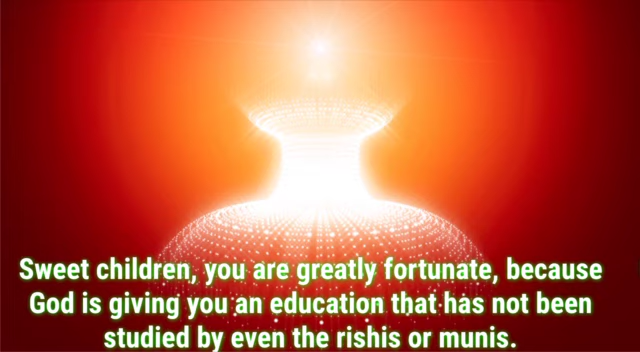 Sweet children, you are greatly fortunate, because
God is giving you an education that has not been
studied by even the rishis or munis.